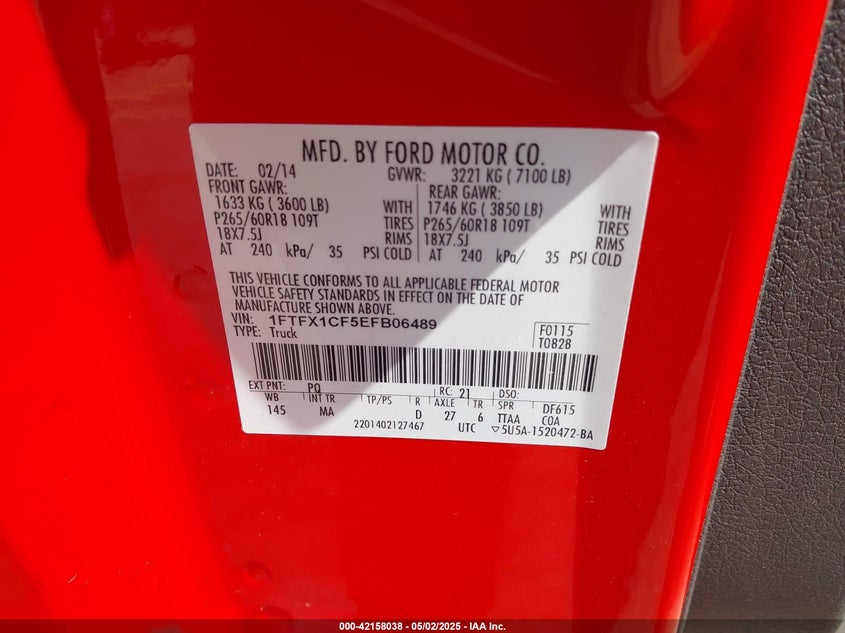 MFD. BY FORD MOTOR CO.
DATE: 02/14 GVWR: 3221 KG ( 7100 LB)
FRONT GAWR: REAR GAWR:
1633 KG ( 3600 LB) WITH 1746 KG ( 3850 LB) WITH
P265/60R18 109T TIRES P265/60R18 109T TIRES
18X7.5J RIMS 18X7.5J RIMS
AT 240 kPa/ 35 PSI COLD AT 240 kPa/ 35 PSI COLD
THIS VEHICLE CONFORMS TO ALL APPLICABLE FEDERAL MOTOR
VEHICLE SAFETY STANDARDS IN EFFECT ON THE DATE OF
MANUFACTURE SHOWN ABOVE.
VIN: 1FTFX1CF5EFB06489 F0115
TYPE: Truck T0828
EXT PNT: PQ RC: 21 DSO:
WB INT TR TP/PS R AXLE TR SPR DF615
145 MA D 27 6 TTAA COA
2201402127467 UTC ▽5U5A-1520472-BA
000-42158038 - 05/02/2025 - IAA Inc.